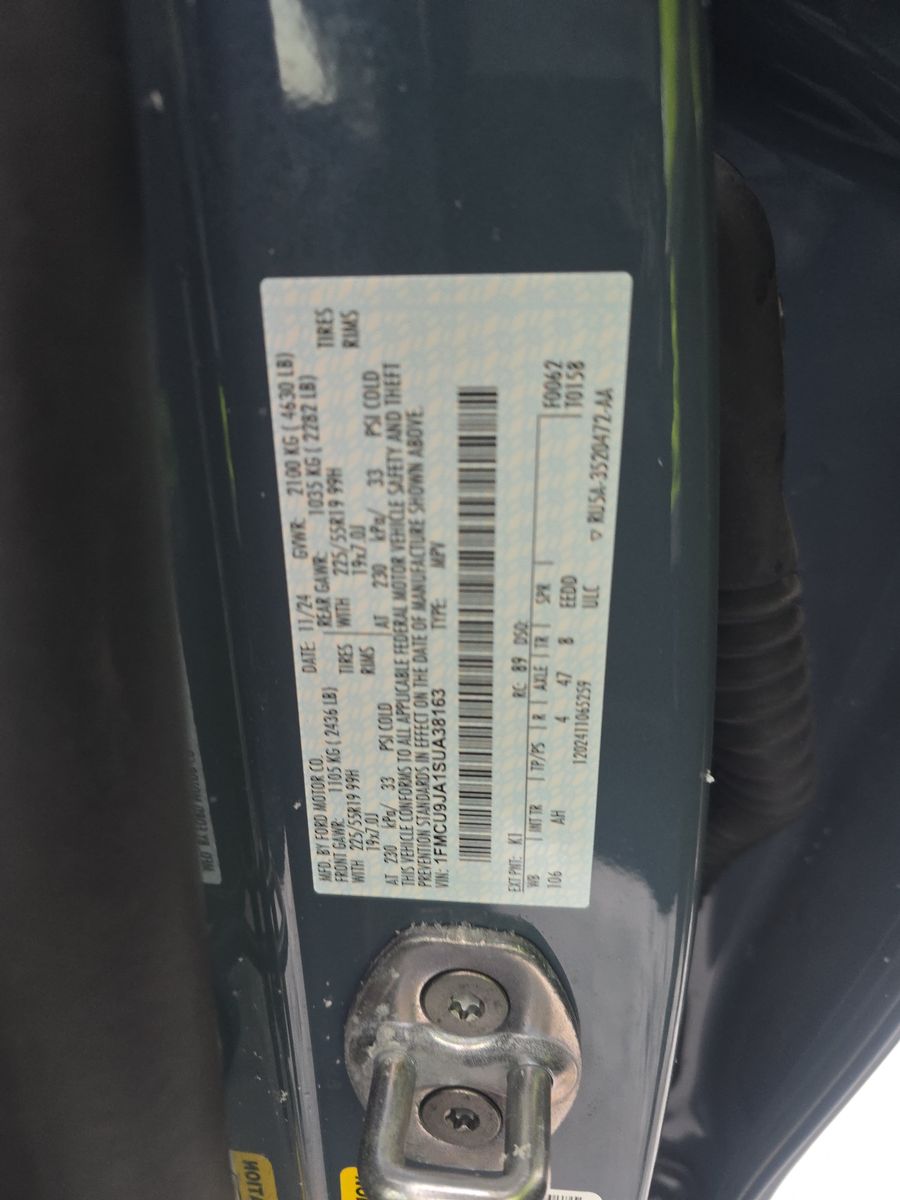 MFD. BY FORD MOTOR CO.
DATE: 11/24 GVWR: 2100 KG ( 4630 LB)
FRONT GAWR: 1105 KG ( 2436 LB) REAR GAWR: 1035 KG ( 2282 LB)
WITH 225/55R19 99H TIRES WITH 225/55R19 99H TIRES
19x7.0J RIMS 19x7.0J RIMS
AT 230 kPa/ 33 PSI COLD AT 230 kPa/ 33 PSI COLD
THIS VEHICLE CONFORMS TO ALL APPLICABLE FEDERAL MOTOR VEHICLE SAFETY AND THEFT
PREVENTION STANDARDS IN EFFECT ON THE DATE OF MANUFACTURE SHOWN ABOVE.
VIN: 1FMCU9JA1SUA38163 TYPE: MPV
EXT PNT: K1 RC: 89 DSO: F0062
WB INT TR TP/PS R AXLE TR SPR T0158
106 AH 4 47 8 EEDD
1202411065259 ULC
RU5A-3520472-AA